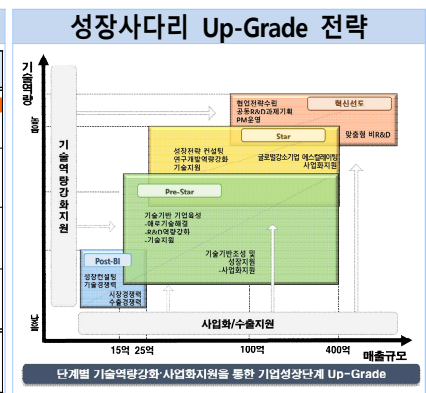 성장사다리 Up-Grade 전략
기술역량
높음
기술역량강화지원
낮음
협업전략수립
공동R&D과제기획
PM운영
혁신선도
맞춤형 비R&D
Star
성장전략 컨설팅
연구개발역량강화
기술지원
글로벌강소기업 에스컬레이팅
사업화지원
Pre-Star
기술기반 기업육성
-애로기술해결
-R&D역량강화
-기술지원
기술기반조성 및
성장지원
-사업화지원
Post-BI
성장컨설팅
기술경쟁력
시장경쟁력
수출경쟁력
사업화/수출지원
15억 25억 100억 400억
매출규모
단계별 기술역량강화·사업화지원을 통한 기업성장단계 Up-Grade